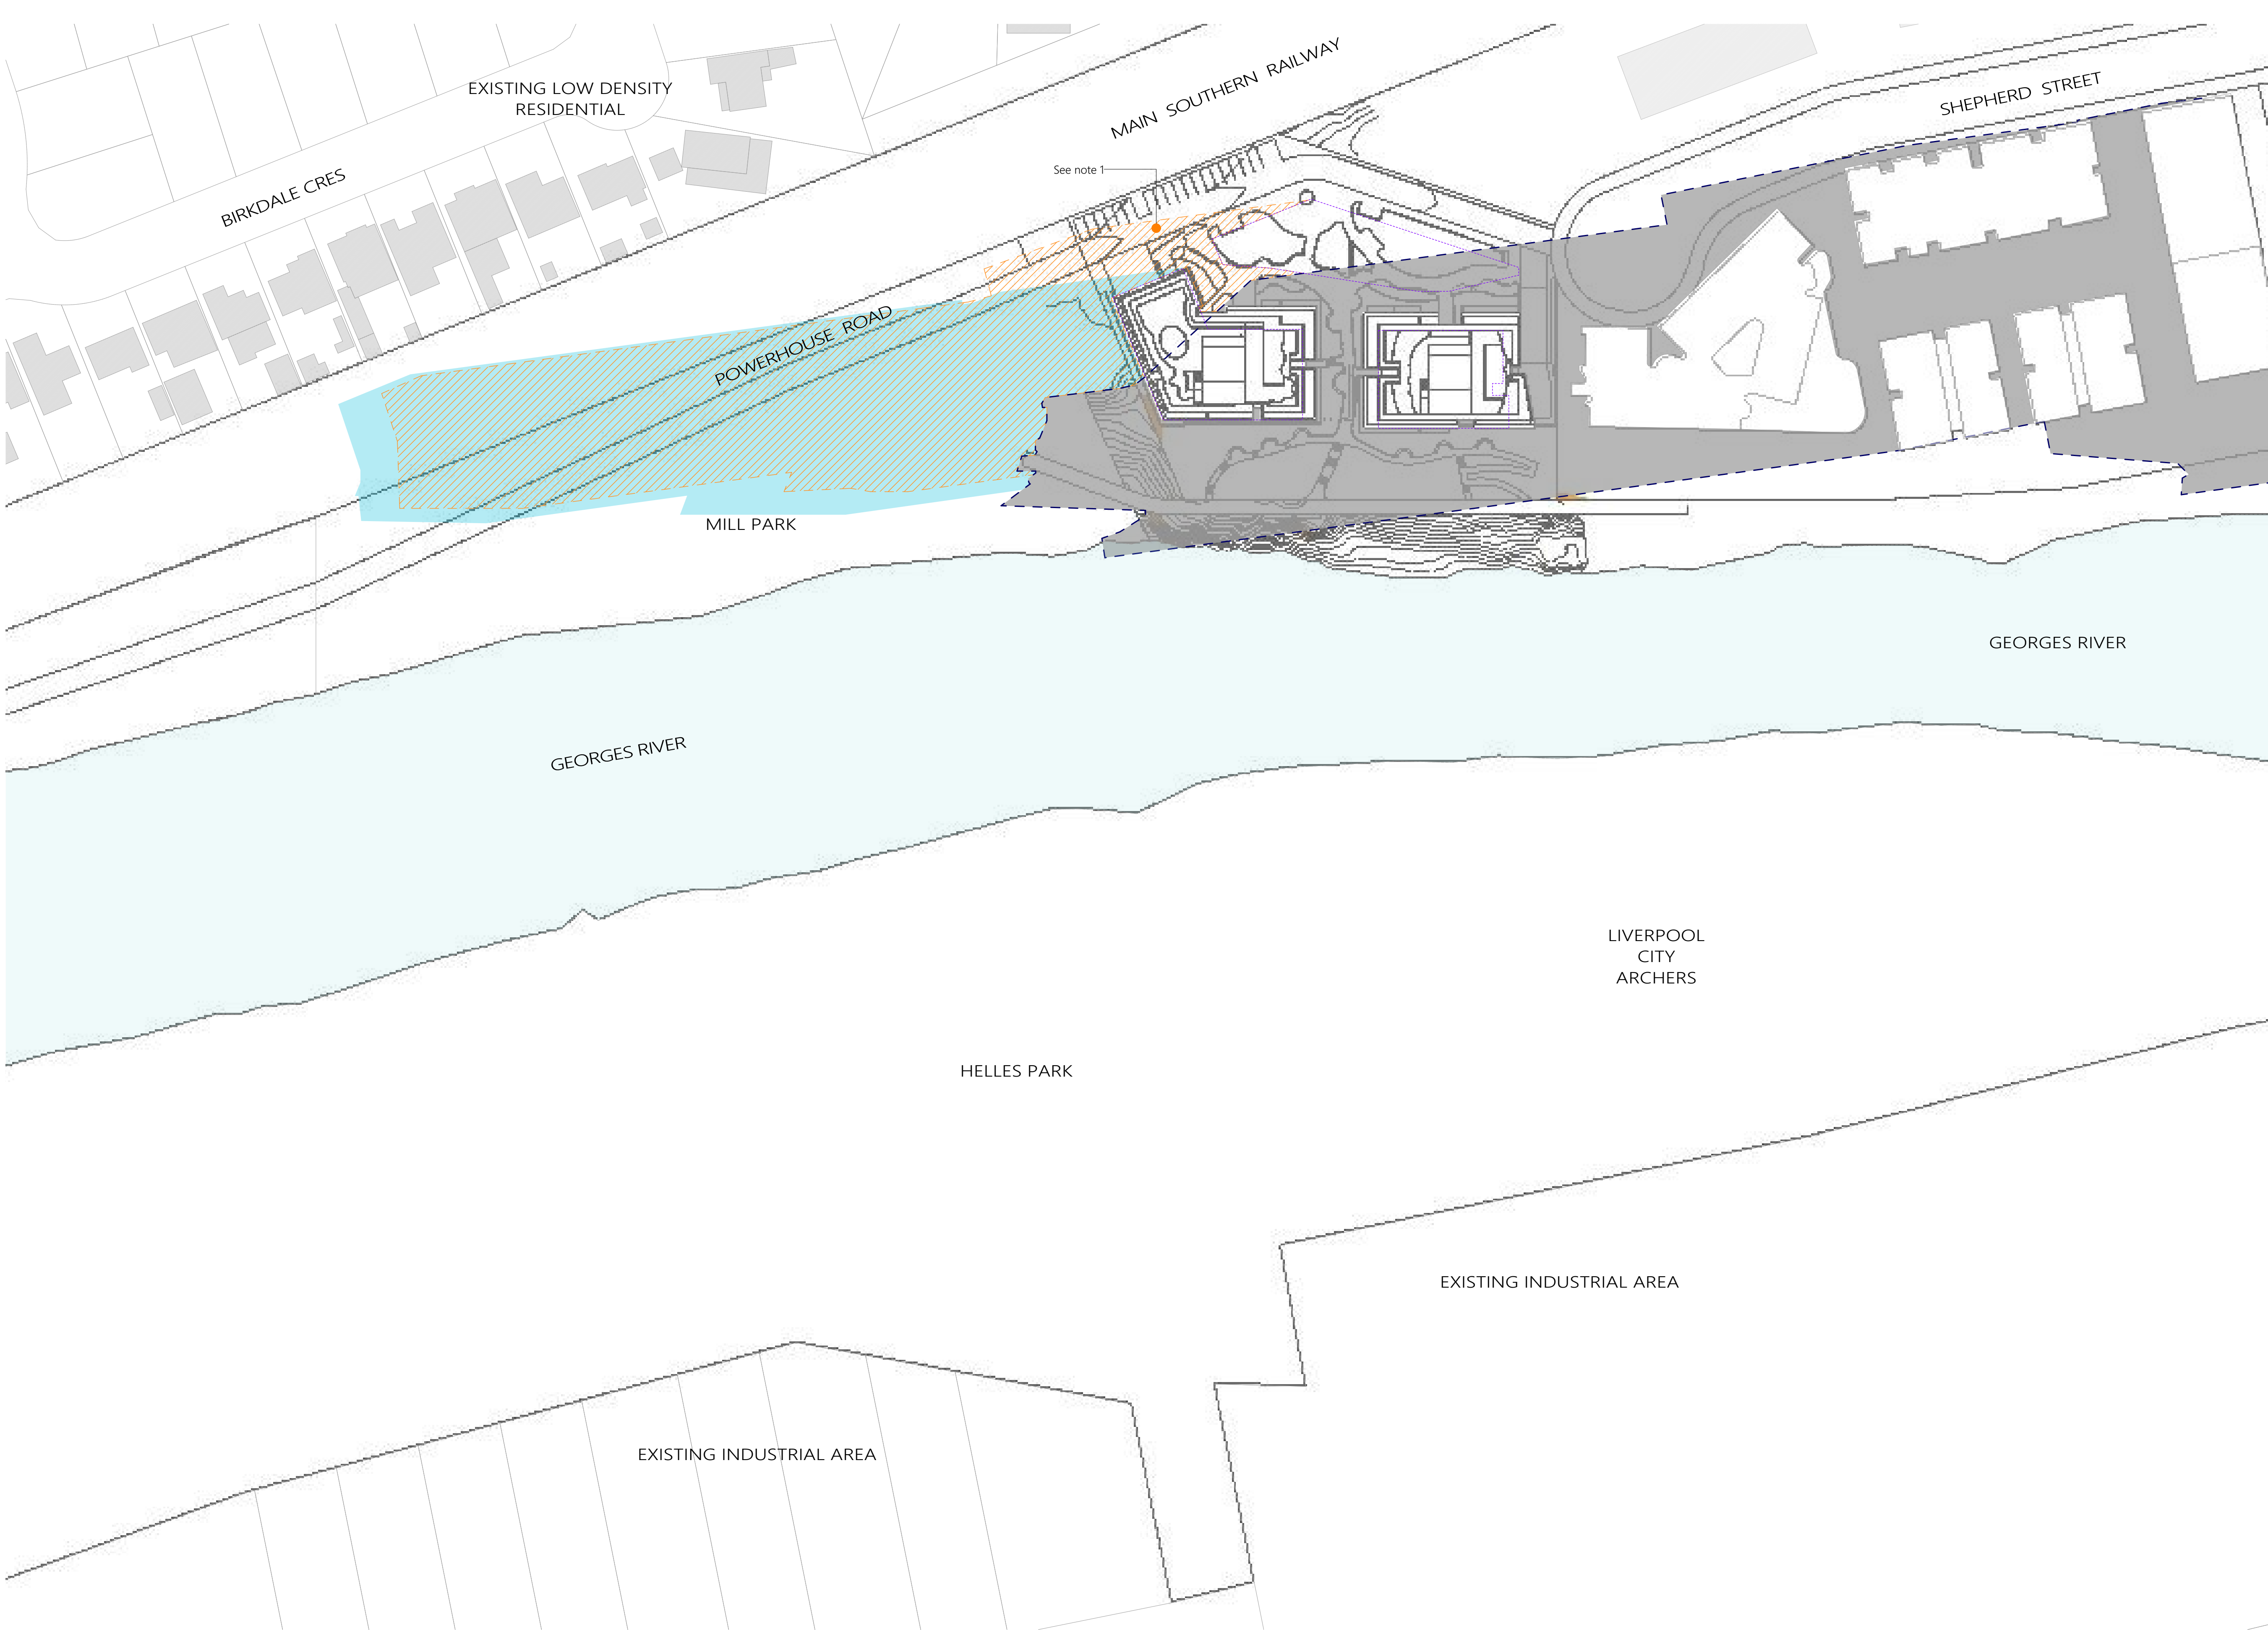 EXISTING LOW DENSITY
RESIDENTIAL
MAIN SOUTHERN RAILWAY
SHEPHERD STREET
BIRKDALE CRES
See note 1
POWERHOUSE ROAD
MILL PARK
GEORGES RIVER
GEORGES RIVER
LIVERPOOL
CITY
ARCHERS
HELLES PARK
EXISTING INDUSTRIAL AREA
EXISTING INDUSTRIAL AREA